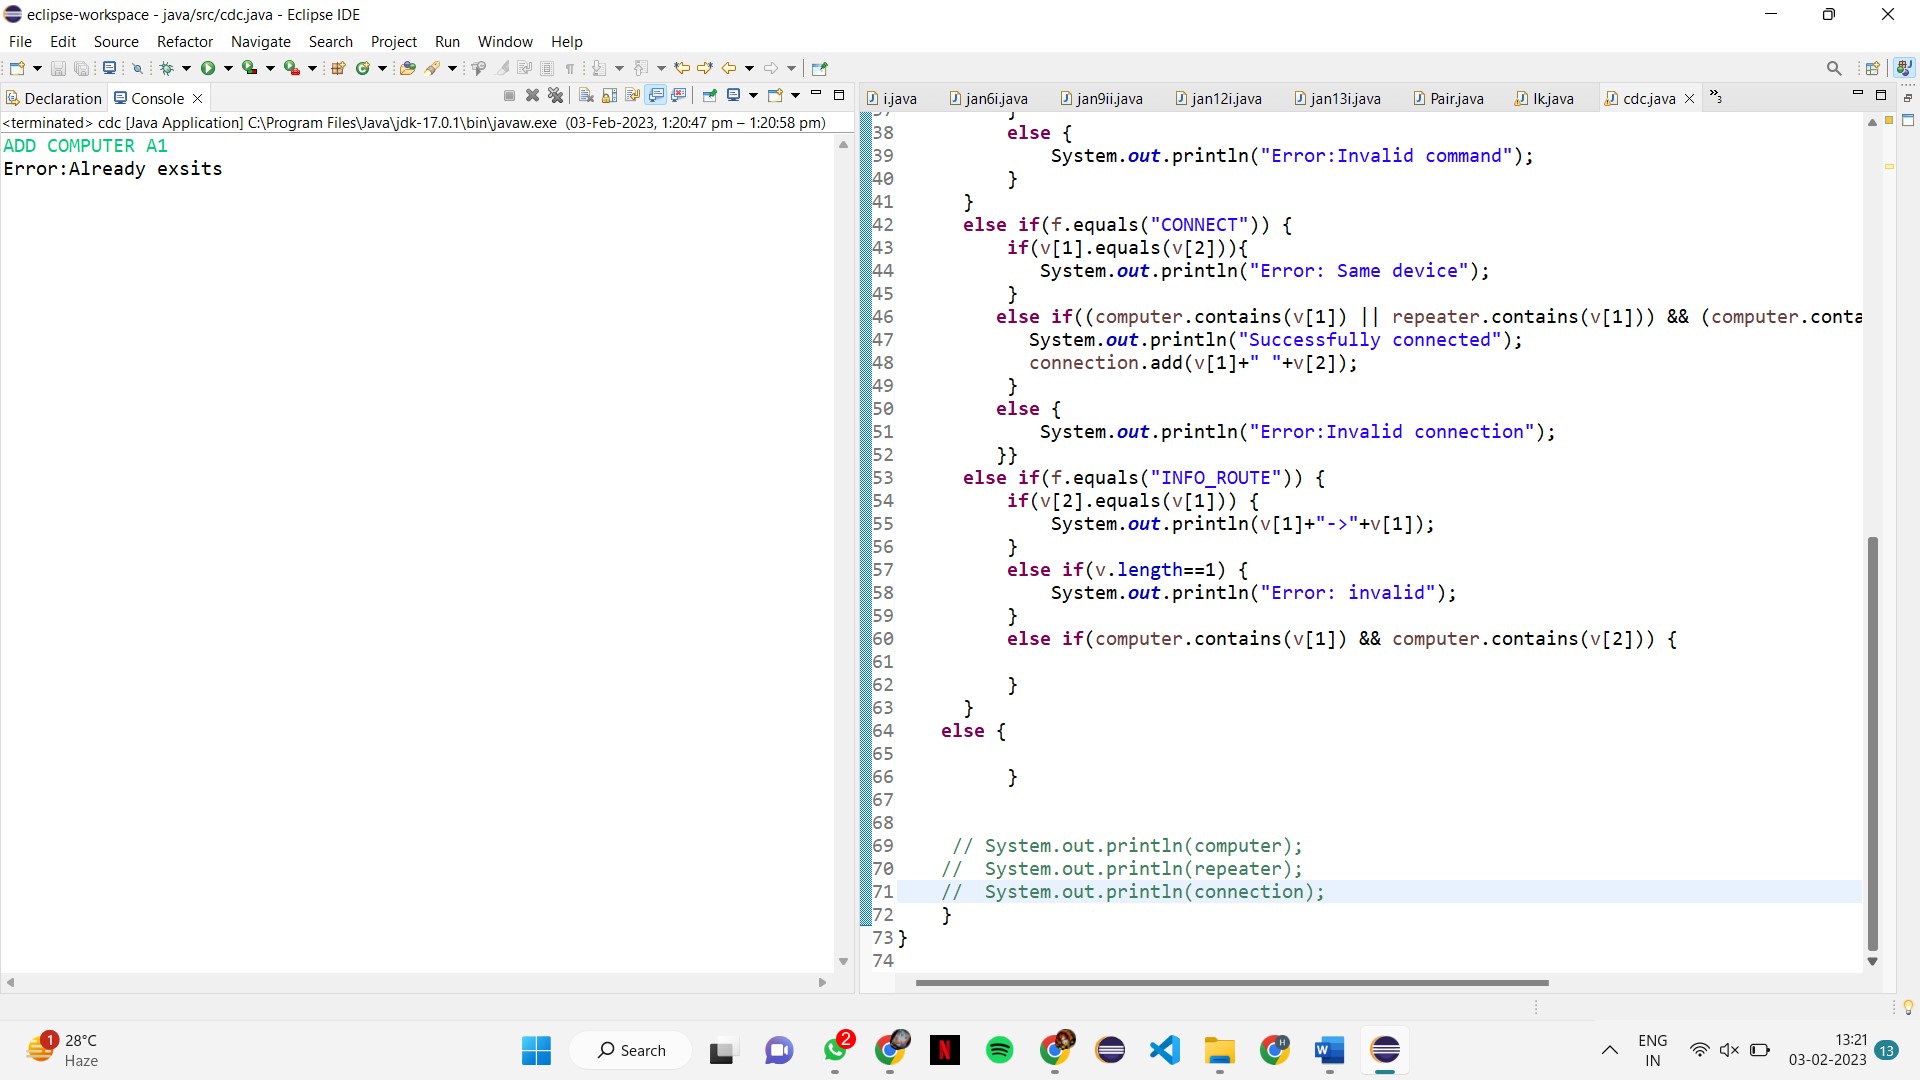 eclipse-workspace - java/src/cdc.java - Eclipse IDE
File Edit Source Refactor Navigate Search Project Run Window Help
Declaration Console
<terminated> cdc [Java Application] C:\Program Files\Java\jdk-17.0.1\bin\javaw.exe (03-Feb-2023, 1:20:47 pm – 1:20:58 pm)
ADD COMPUTER A1
Error:Already exsits
i.java jan6i.java jan9ii.java jan12i.java jan13i.java Pair.java lk.java cdc.java »3
37 }
38 else {
39 System.out.println("Error:Invalid command");
40 }
41 }
42 else if(f.equals("CONNECT")) {
43 if(v[1].equals(v[2])){
44 System.out.println("Error: Same device");
45 }
46 else if((computer.contains(v[1]) || repeater.contains(v[1])) && (computer.conta
47 System.out.println("Successfully connected");
48 connection.add(v[1]+" "+v[2]);
49 }
50 else {
51 System.out.println("Error:Invalid connection");
52 }}
53 else if(f.equals("INFO_ROUTE")) {
54 if(v[2].equals(v[1])) {
55 System.out.println(v[1]+"->"+v[1]);
56 }
57 else if(v.length==1) {
58 System.out.println("Error: invalid");
59 }
60 else if(computer.contains(v[1]) && computer.contains(v[2])) {
61
62 }
63 }
64 else {
65
66 }
67
68
69 // System.out.println(computer);
70 // System.out.println(repeater);
71 // System.out.println(connection);
72 }
73 }
74
1 28°C
Haze
Search
2
ENG
IN
13:21
03-02-2023
13